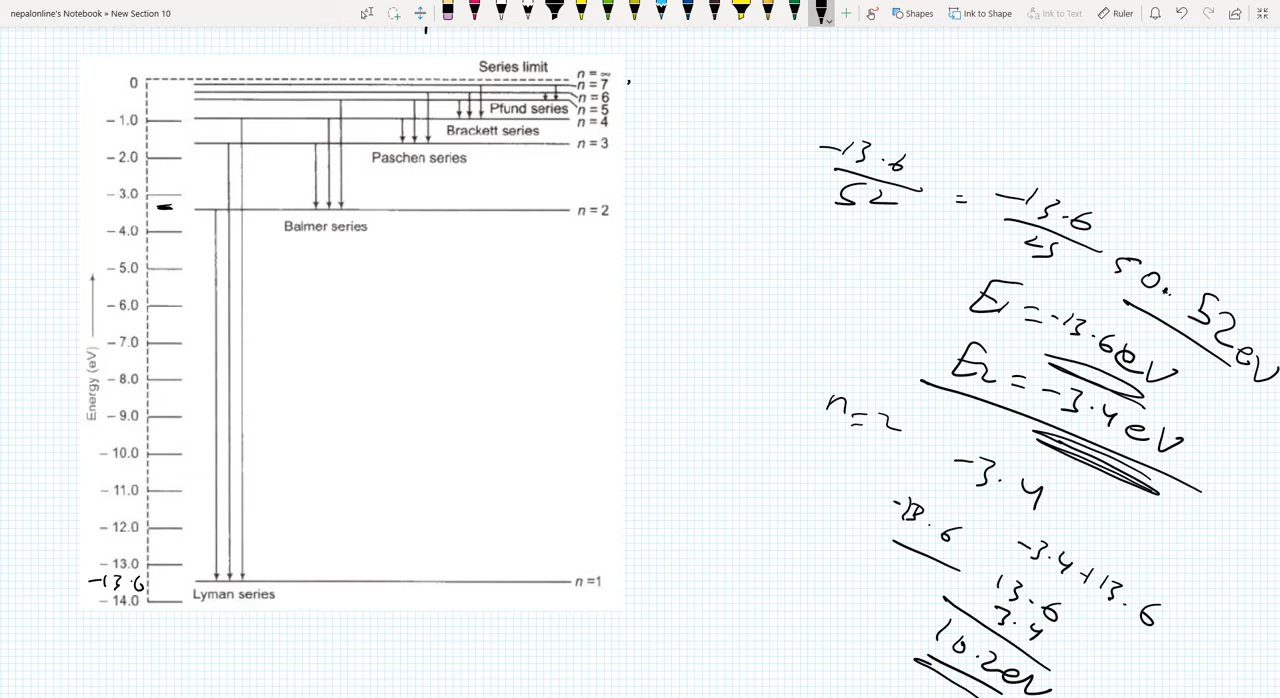 nepalonline's Notebook » New Section 10
Shapes
Ink to Shape
Ink to Text
Ruler
Series limit
n = ∞
0
n = 7
n = 6
Pfund series
n = 5
n = 4
– 1.0
Brackett series
n = 3
– 2.0
Paschen series
– 3.0
n = 2
Balmer series
– 4.0
– 5.0
– 6.0
– 7.0
– 8.0
– 9.0
– 10.0
– 11.0
– 12.0
– 13.0
-13.6
n =1
– 14.0
Lyman series
Energy (eV)
-13.6
52
= -13.6
25
50.52eV
E1 = -13.6eV
E2 = -3.4eV
n=2
-3.4
-13.6
-3.4+13.6
13.6
3.4
10.2eV